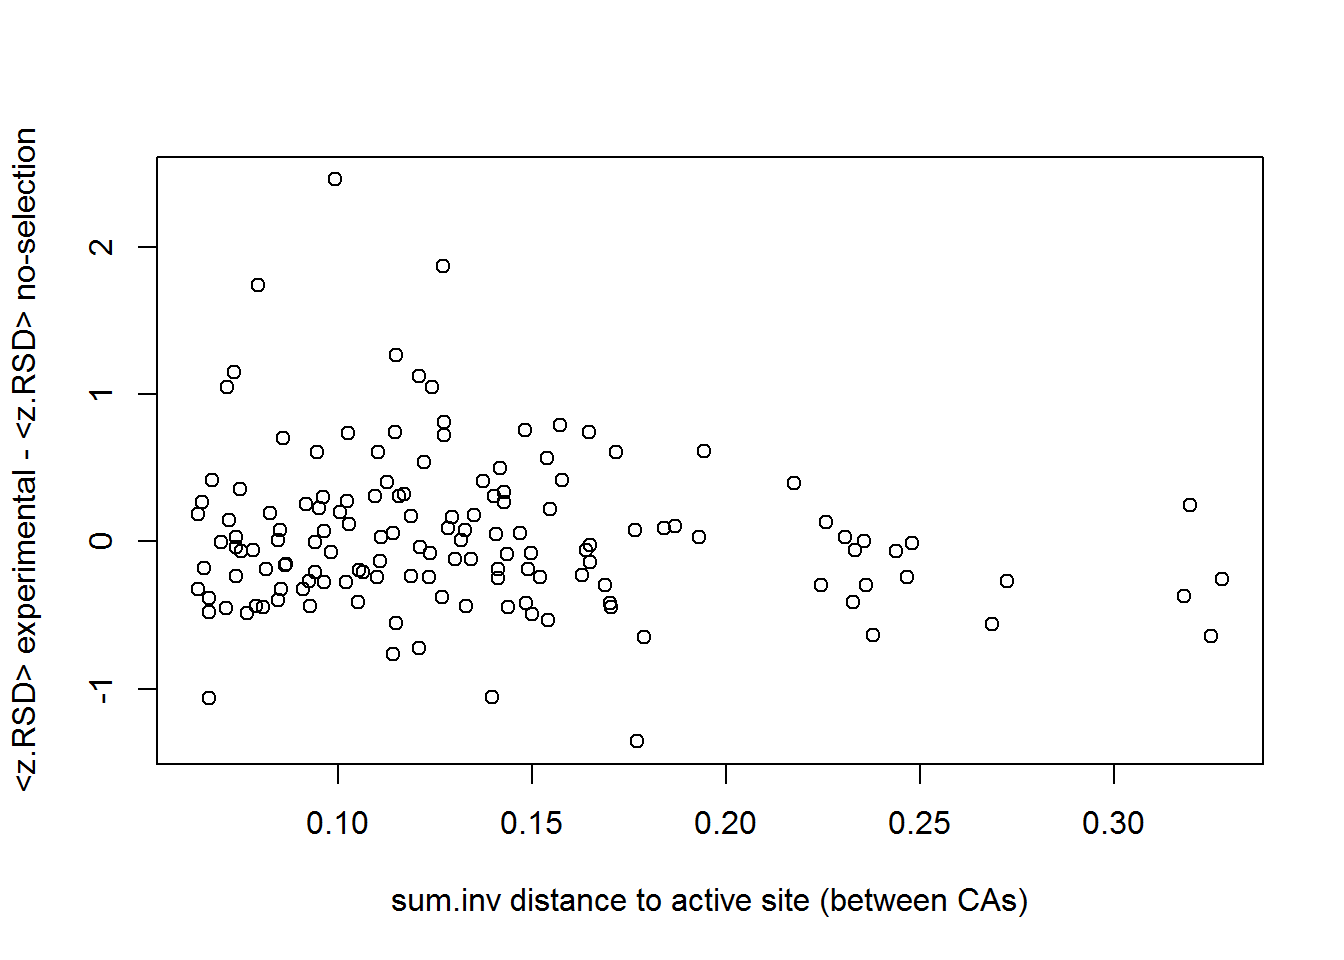 <z.RSD> experimental - <z.RSD> no-selection
2
1
0
-1
0.10 0.15 0.20 0.25 0.30
sum.inv distance to active site (between CAs)